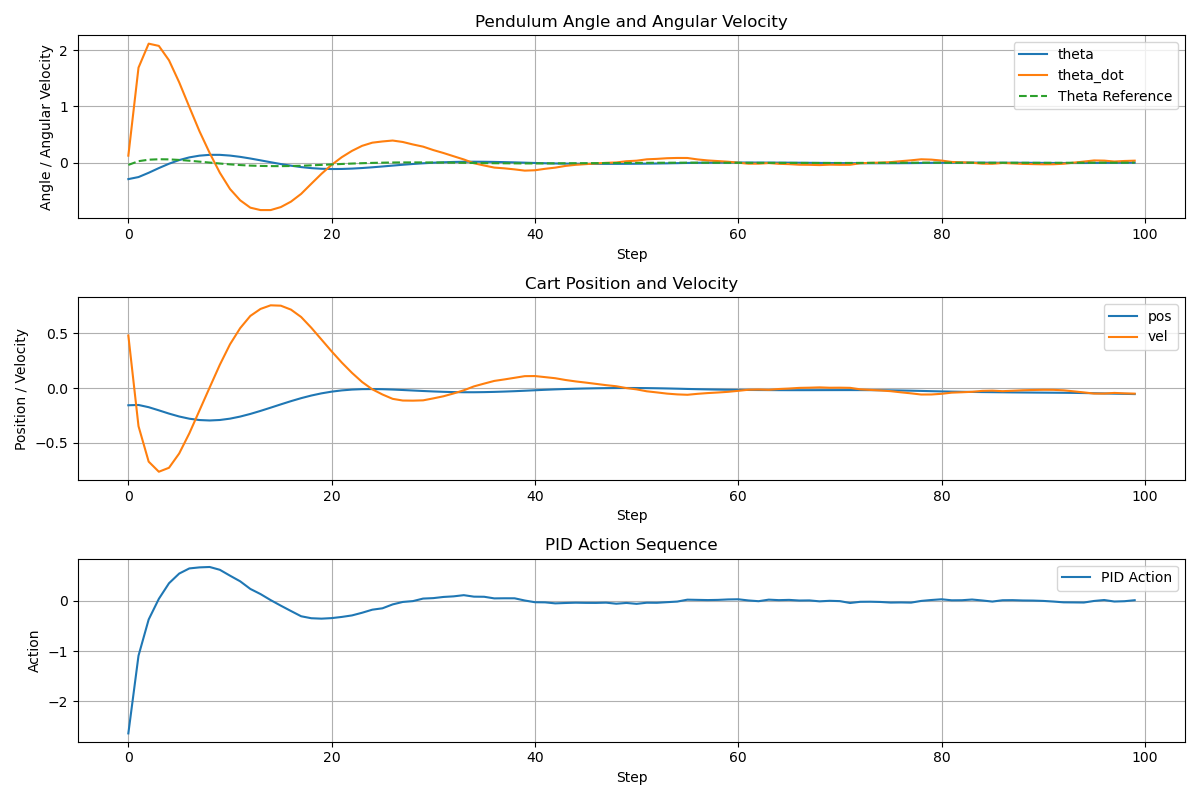 Pendulum Angle and Angular Velocity
Angle / Angular Velocity
2
1
0
theta
theta_dot
Theta Reference
0 20 40 60 80 100
Step
Cart Position and Velocity
Position / Velocity
0.5
0.0
−0.5
pos
vel
0 20 40 60 80 100
Step
PID Action Sequence
Action
0
−1
−2
PID Action
0 20 40 60 80 100
Step